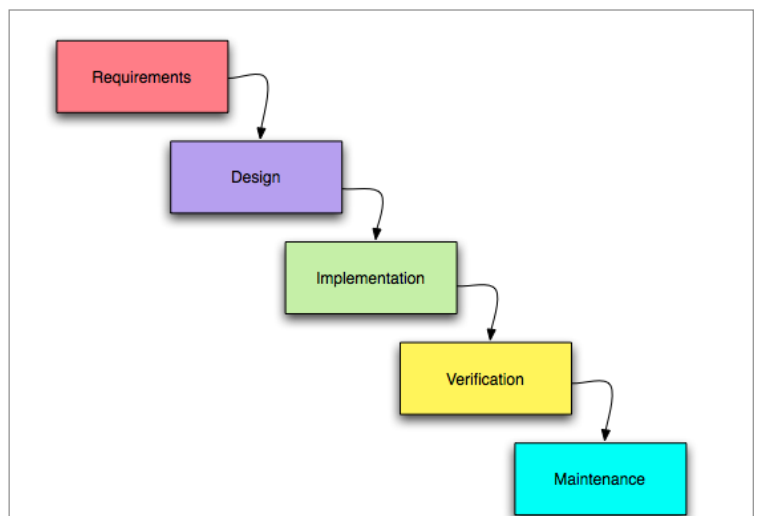 Requirements
Design
Implementation
Verification
Maintenance